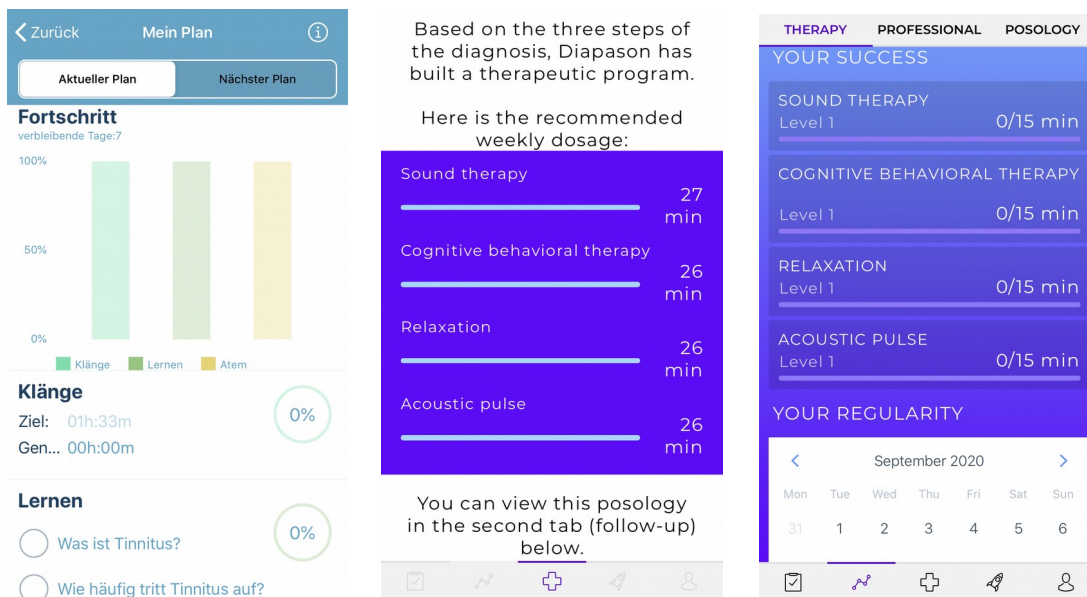 Zurück
Mein Plan
Aktueller Plan
Nächster Plan
Fortschritt
verbleibende Tage:7
100%
50%
0%
Klänge
Lernen
Atem
Klänge
Ziel: 01h:33m
Gen... 00h:00m
0%
Lernen
0%
Was ist Tinnitus?
Wie häufig tritt Tinnitus auf?
Based on the three steps of
the diagnosis, Diapason has
built a therapeutic program.
Here is the recommended
weekly dosage:
Sound therapy
27
min
Cognitive behavioral therapy
26
min
Relaxation
26
min
Acoustic pulse
26
min
You can view this posology
in the second tab (follow-up)
below.
THERAPY PROFESSIONAL POSOLOGY
YOUR SUCCESS
SOUND THERAPY
Level 1 0/15 min
COGNITIVE BEHAVIORAL THERAPY
Level 1 0/15 min
RELAXATION
Level 1 0/15 min
ACOUSTIC PULSE
Level 1 0/15 min
YOUR REGULARITY
September 2020
Mon Tue Wed Thu Fri Sat Sun
31 1 2 3 4 5 6